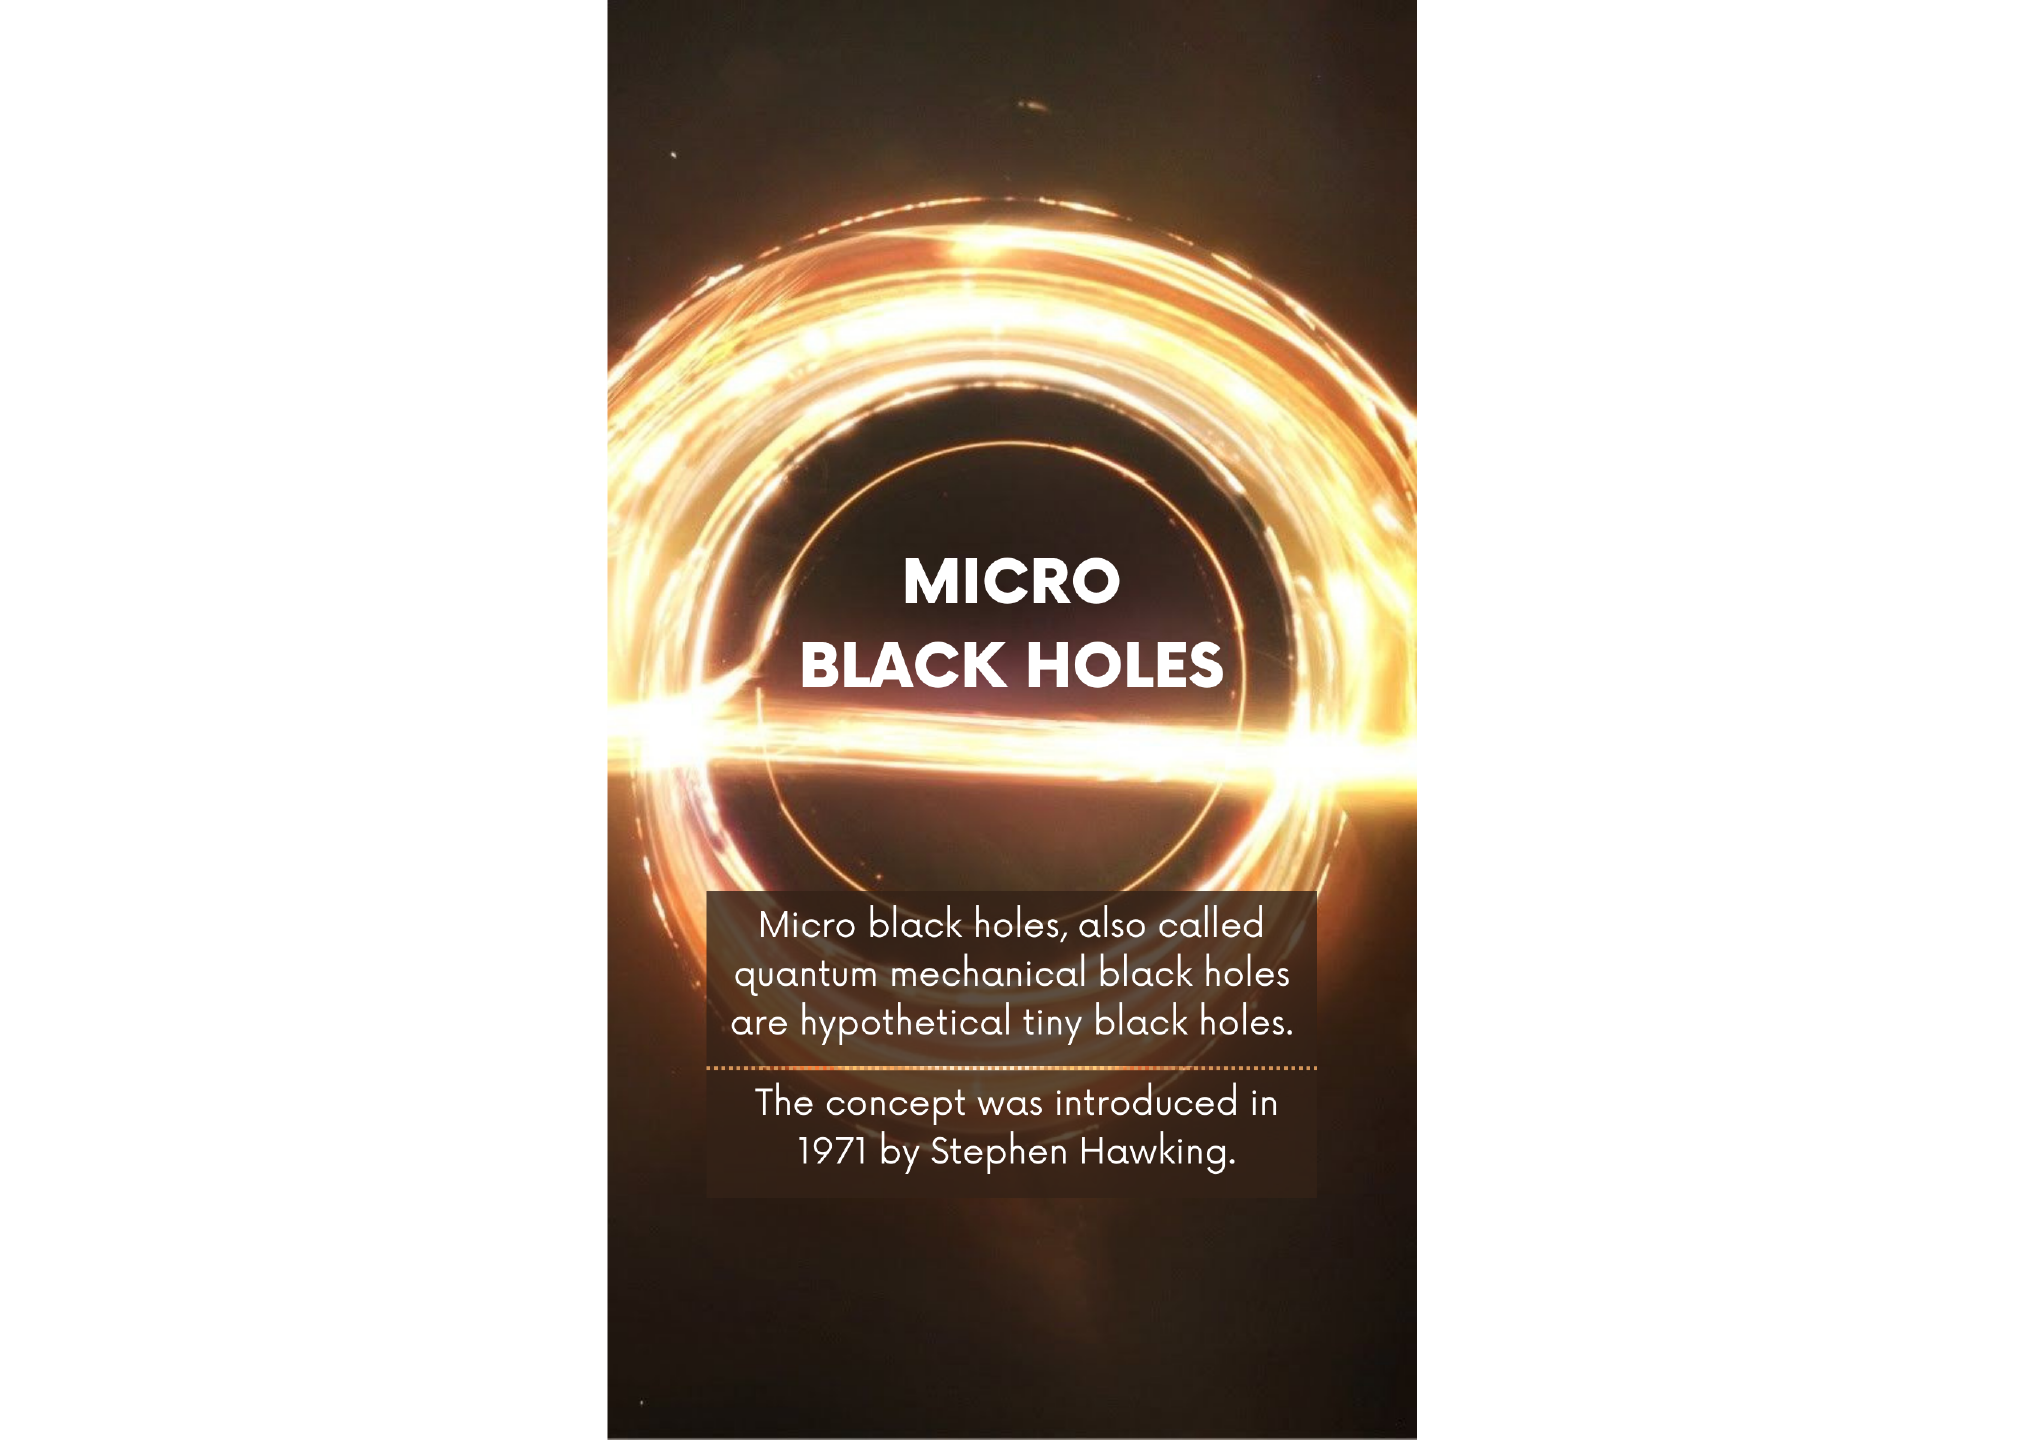 MICRO
BLACK HOLES
Micro black holes, also called
quantum mechanical black holes
are hypothetical tiny black holes.
The concept was introduced in
1971 by Stephen Hawking.